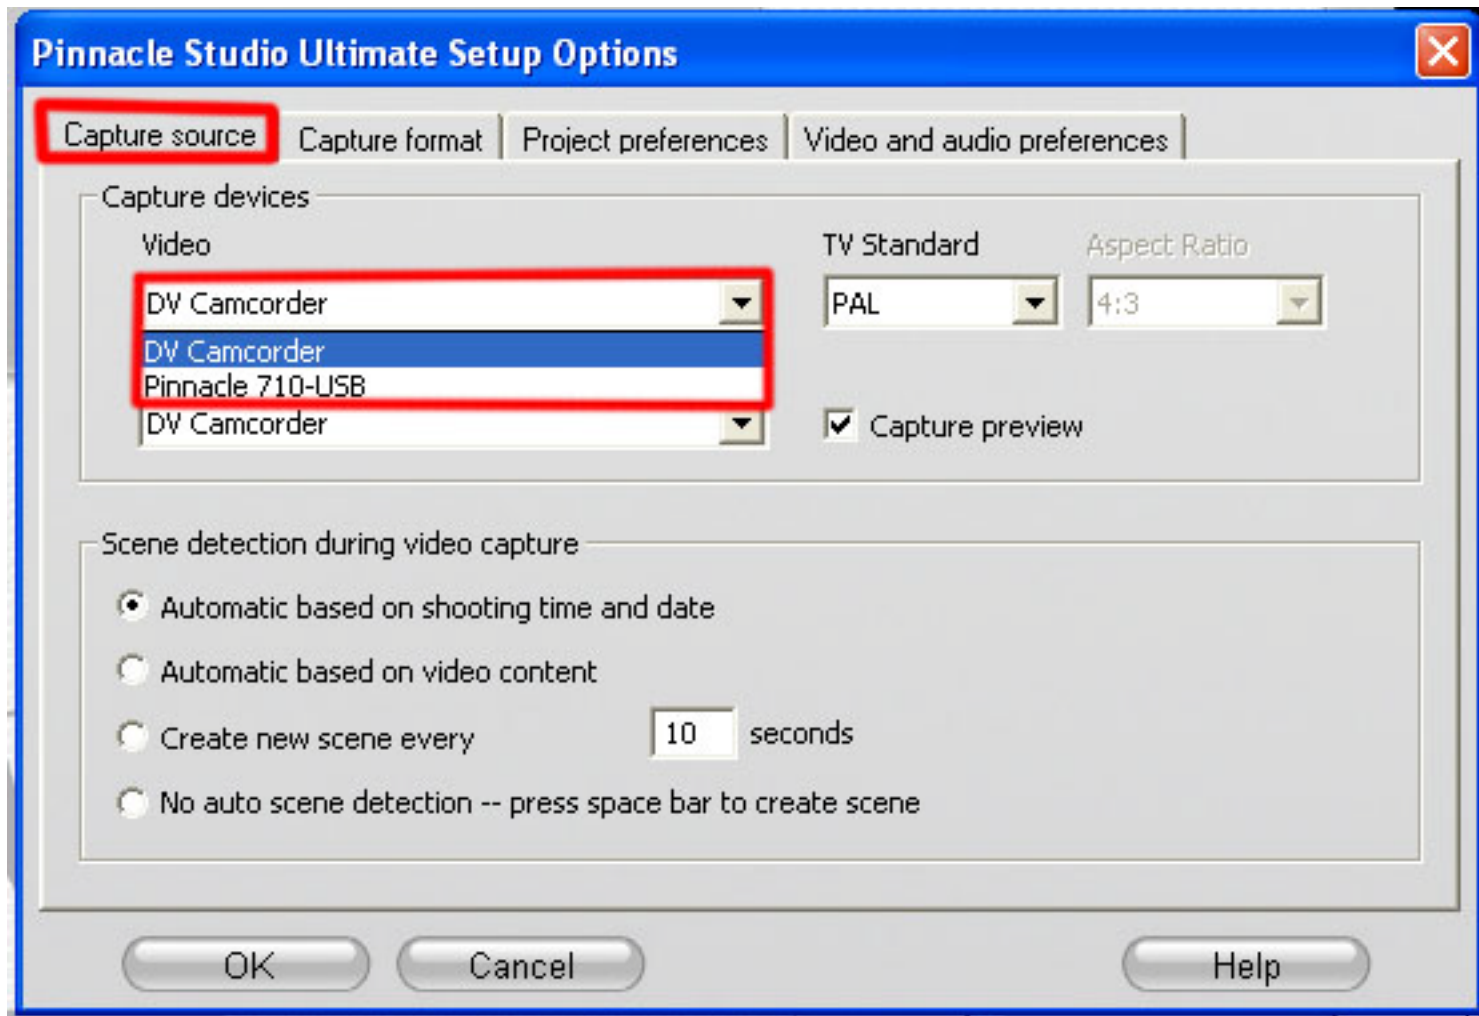 Pinnacle Studio Ultimate Setup Options
Capture source Capture format Project preferences Video and audio preferences
Capture devices
Video TV Standard Aspect Ratio
DV Camcorder PAL 4:3
DV Camcorder
Pinnacle 710-USB
DV Camcorder Capture preview
Scene detection during video capture
Automatic based on shooting time and date
Automatic based on video content
Create new scene every 10 seconds
No auto scene detection -- press space bar to create scene
OK Cancel Help